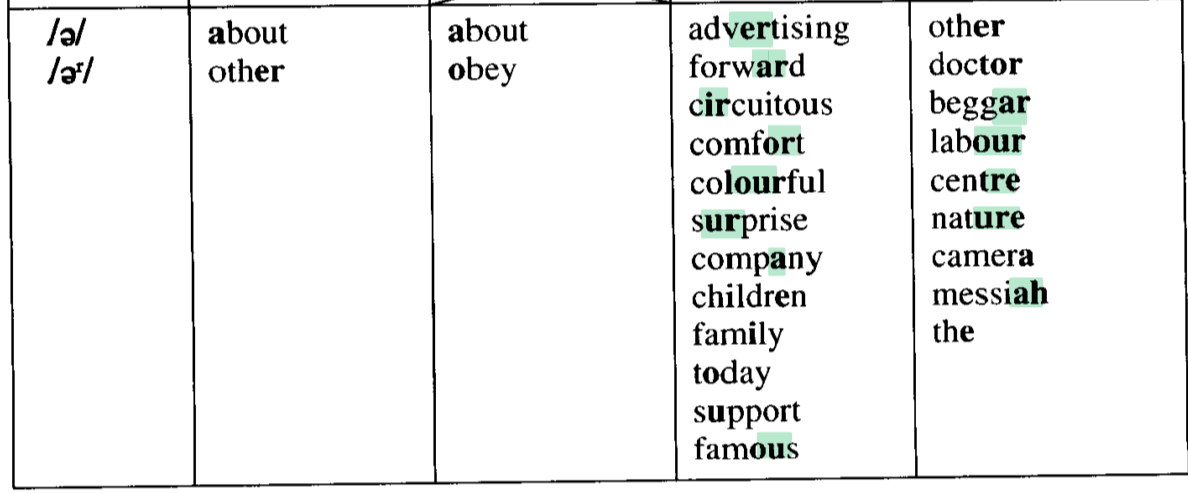 /ə/ about about advertising other
/əʳ/ other obey forward doctor
circuitous beggar
comfort labour
colourful centre
surprise nature
company camera
children messiah
family the
today
support
famous